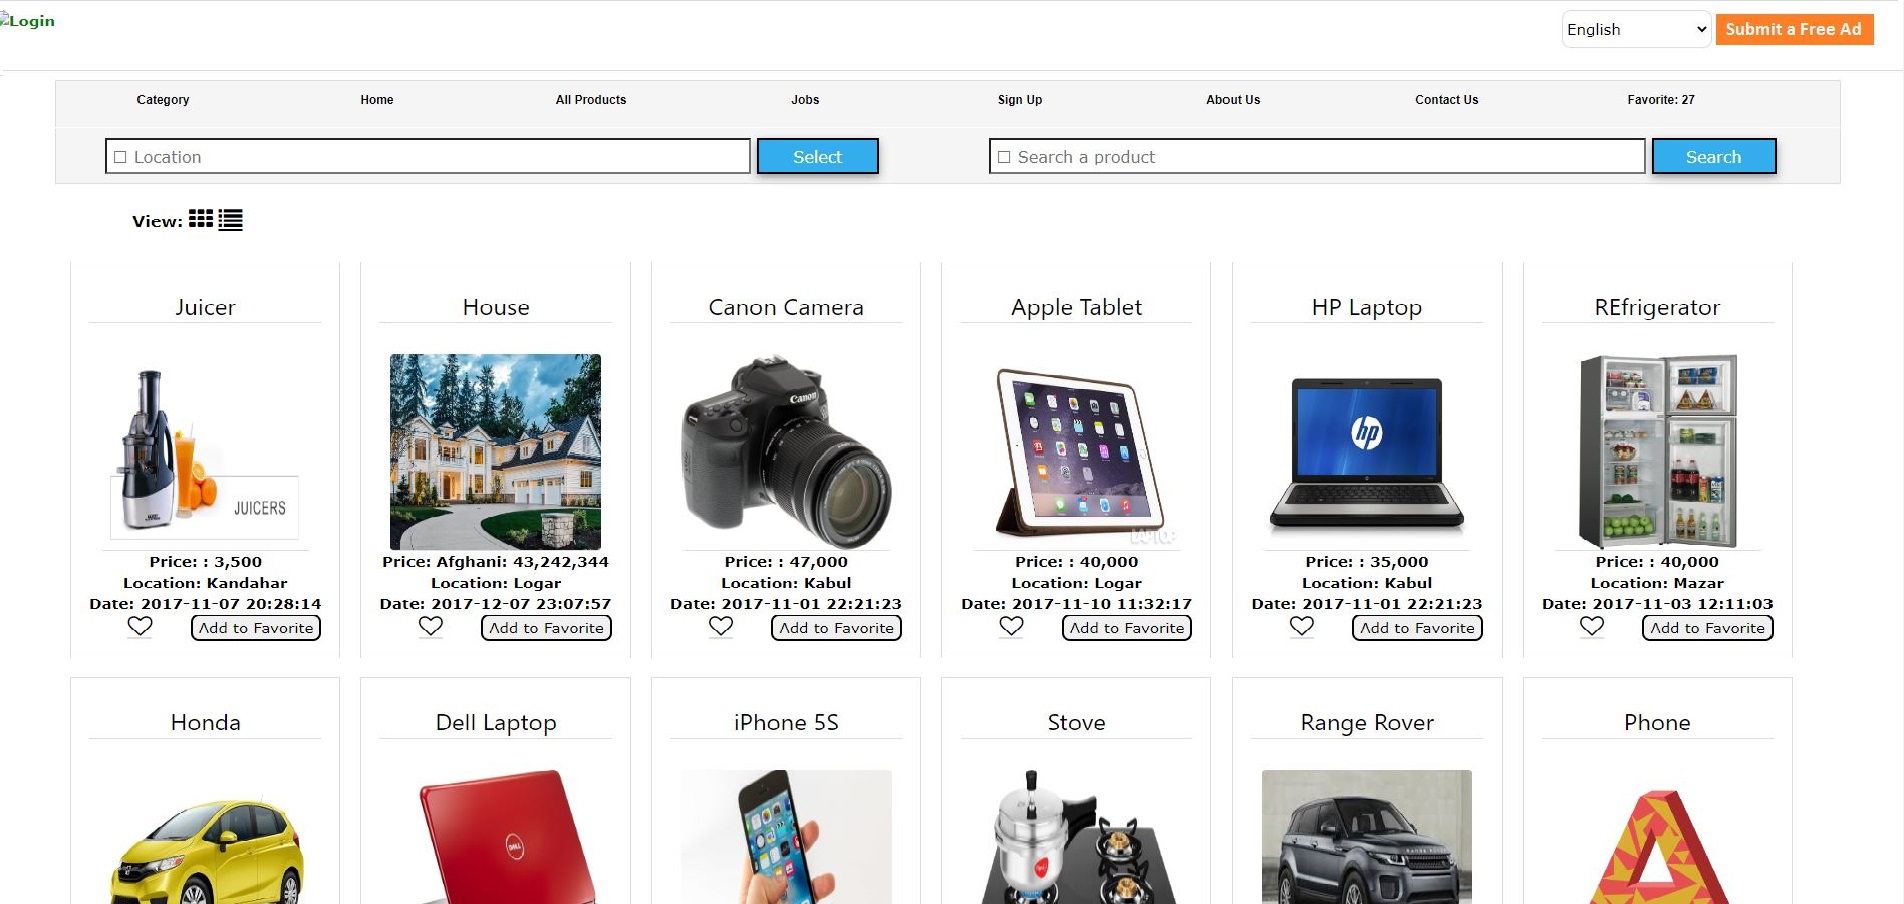 Login
English
Submit a Free Ad
Category Home All Products Jobs Sign Up About Us Contact Us Favorite: 27
Location Select Search a product Search
View:
Juicer House Canon Camera Apple Tablet HP Laptop REfrigerator
Canon
hp
JUICERS
LAPTOP
Price: : 3,500 Price: Afghani: 43,242,344 Price: : 47,000 Price: : 40,000 Price: : 35,000 Price: : 40,000
Location: Kandahar Location: Logar Location: Kabul Location: Logar Location: Kabul Location: Mazar
Date: 2017-11-07 20:28:14 Date: 2017-12-07 23:07:57 Date: 2017-11-01 22:21:23 Date: 2017-11-10 11:32:17 Date: 2017-11-01 22:21:23 Date: 2017-11-03 12:11:03
Add to Favorite Add to Favorite Add to Favorite Add to Favorite Add to Favorite Add to Favorite
Honda Dell Laptop iPhone 5S Stove Range Rover Phone
DELL
RANGE ROVER